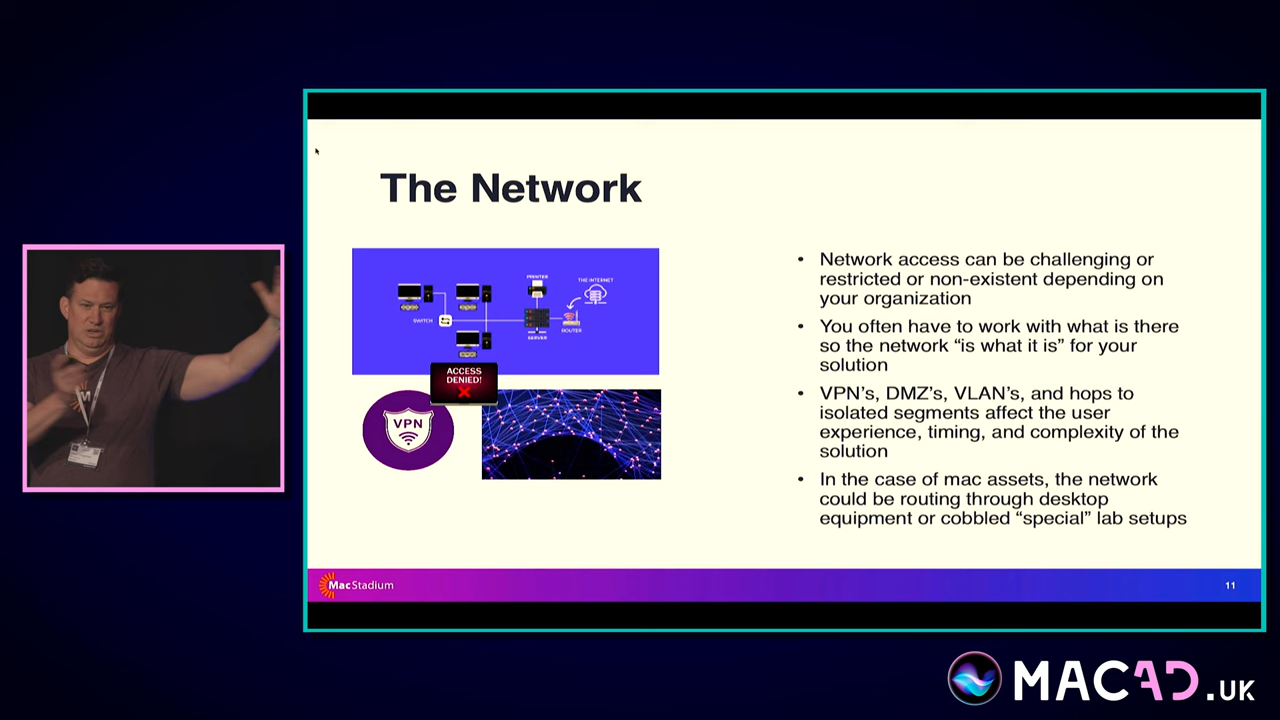 The Network
PRINTER
THE INTERNET
SWITCH
SERVER
ROUTER
ACCESS
DENIED!
VPN
• Network access can be challenging or
restricted or non-existent depending on
your organization
• You often have to work with what is there
so the network “is what it is” for your
solution
• VPN’s, DMZ’s, VLAN’s, and hops to
isolated segments affect the user
experience, timing, and complexity of the
solution
• In the case of mac assets, the network
could be routing through desktop
equipment or cobbled “special” lab setups
MacStadium
11
MACAD.UK